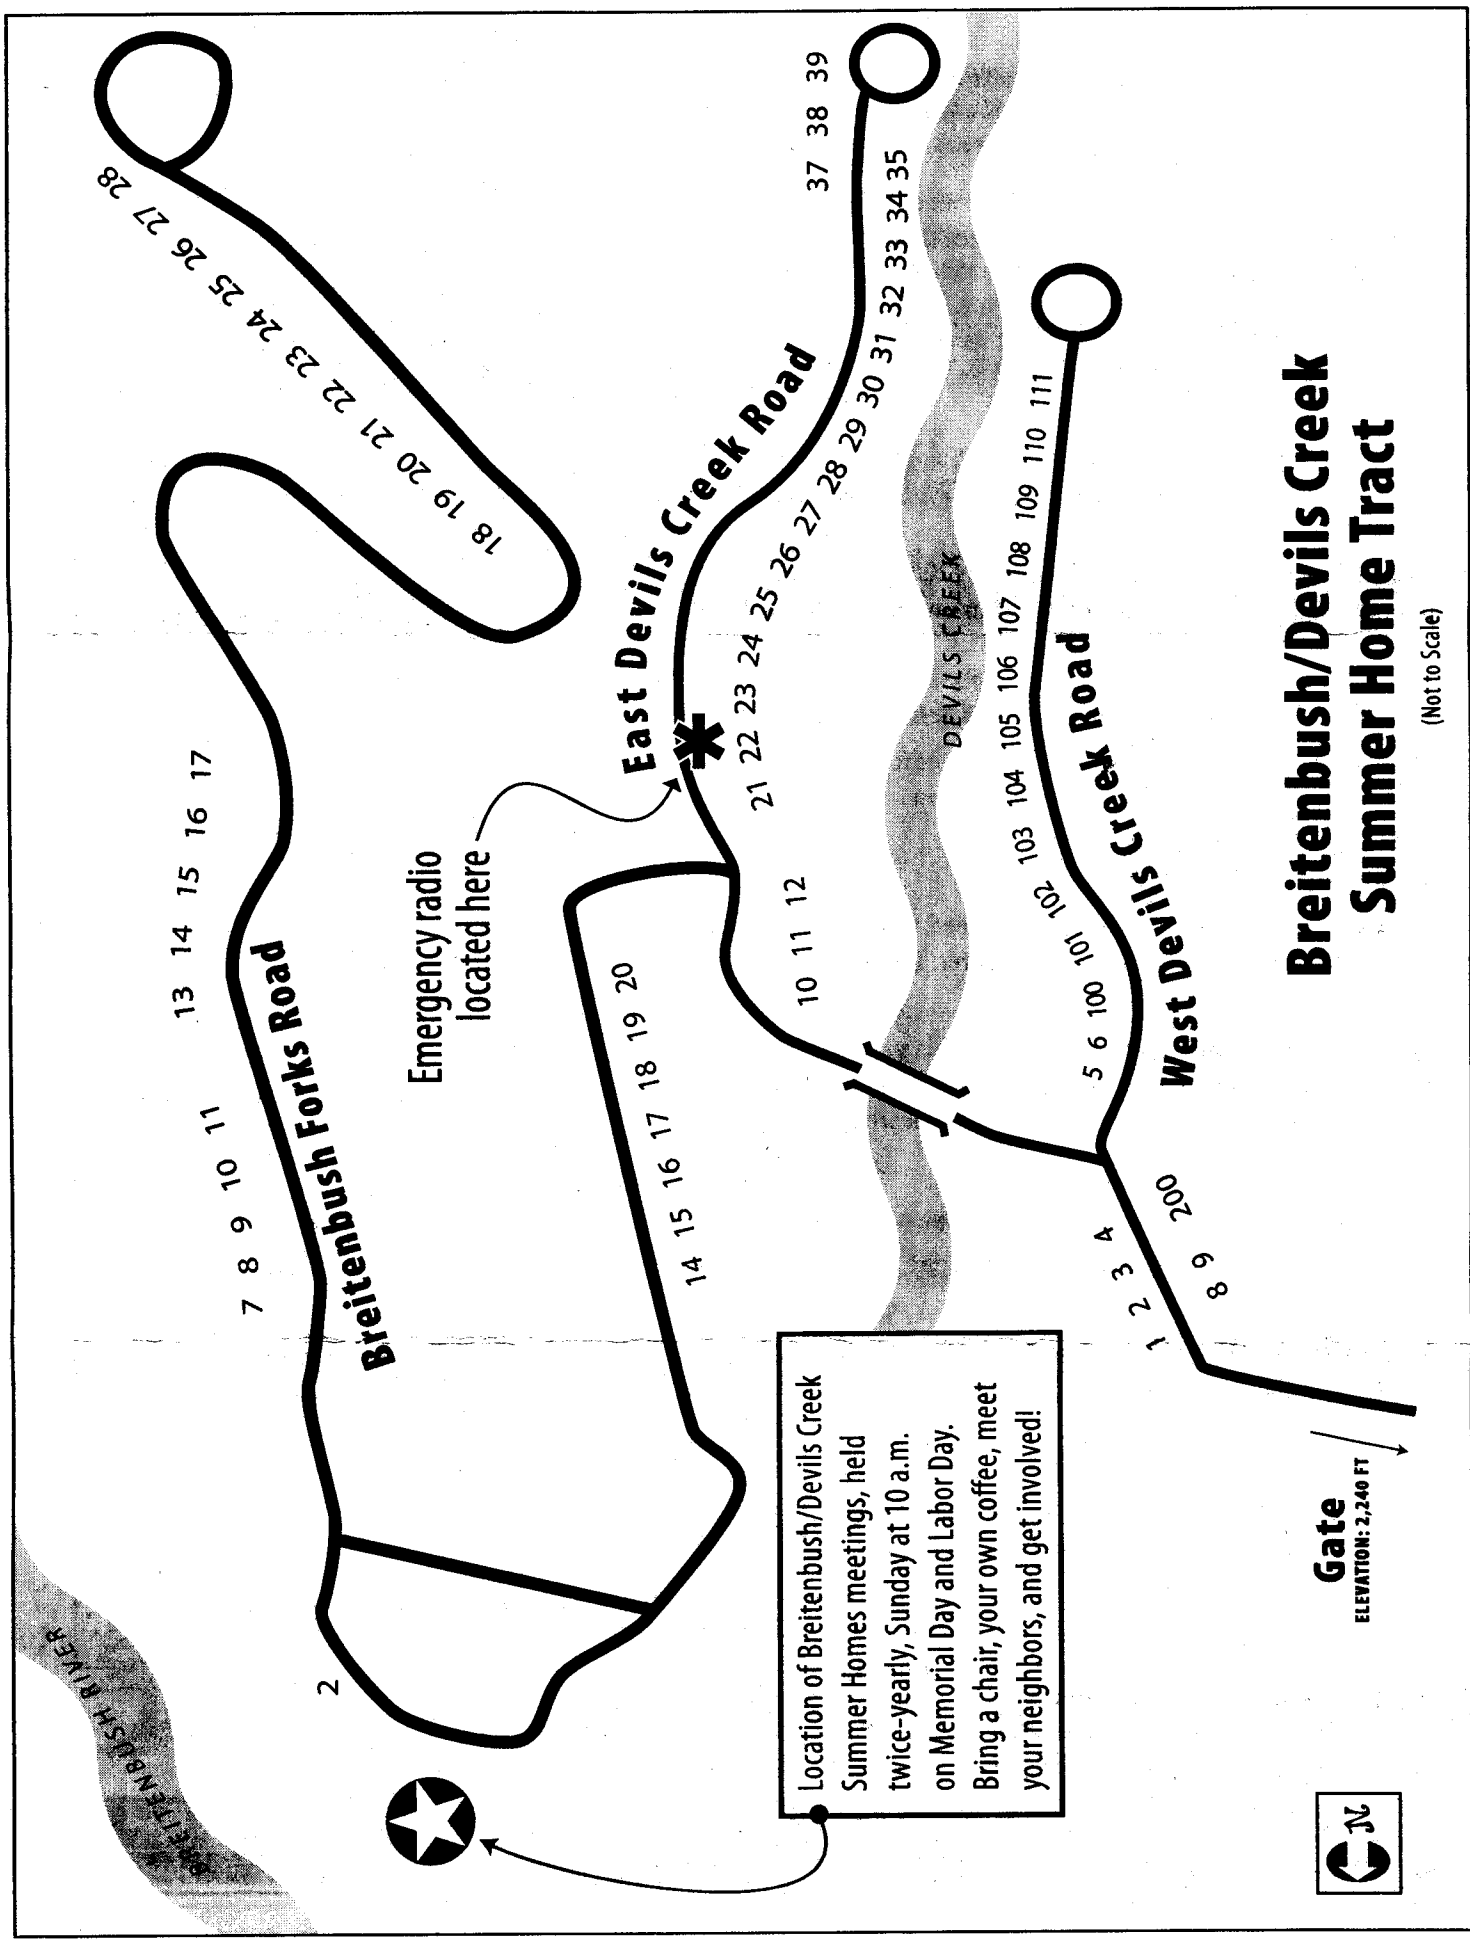 BREITENBUSH RIVER
2
7 8 9 10 11
13 14 15 16 17
18 19 20 21 22 23 24 25 26 27 28
Breitenbush Forks Road
Emergency radio
located here
14 15 16 17 18 19 20
East Devils Creek Road
10 11 12
21 22 23 24 25 26 27 28 29 30 31 32 33 34 35
37 38 39
DEVILS CREEK
Location of Breitenbush/Devils Creek
Summer Homes meetings, held
twice-yearly, Sunday at 10 a.m.
on Memorial Day and Labor Day.
Bring a chair, your own coffee, meet
your neighbors, and get involved!
1 2 3 4
5 6 100 101 102 103 104 105 106 107 108 109 110 111
8 9 200
West Devils Creek Road
Gate
ELEVATION: 2,240 FT
Breitenbush/Devils Creek
Summer Home Tract
(Not to Scale)
N